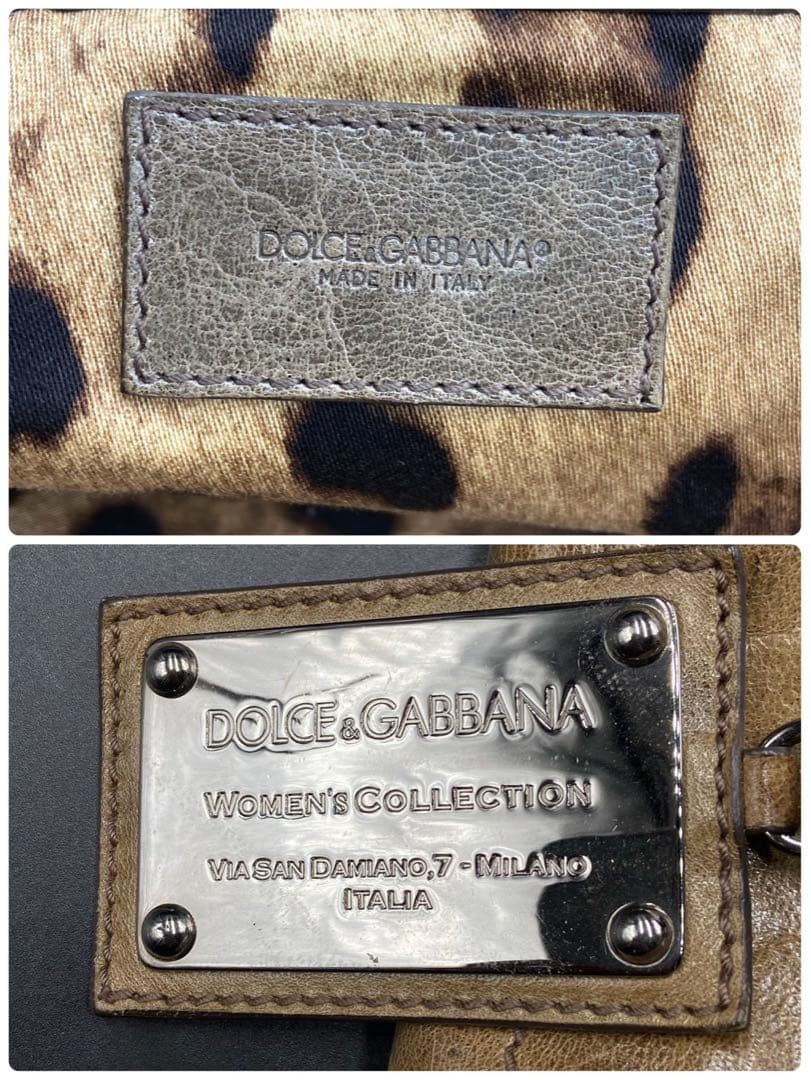 DOLCE&GABBANA®
MADE IN ITALY
DOLCE&GABBANA
WOMEN'S COLLECTION
VIA SAN DAMIANO,7 - MILANO
ITALIA